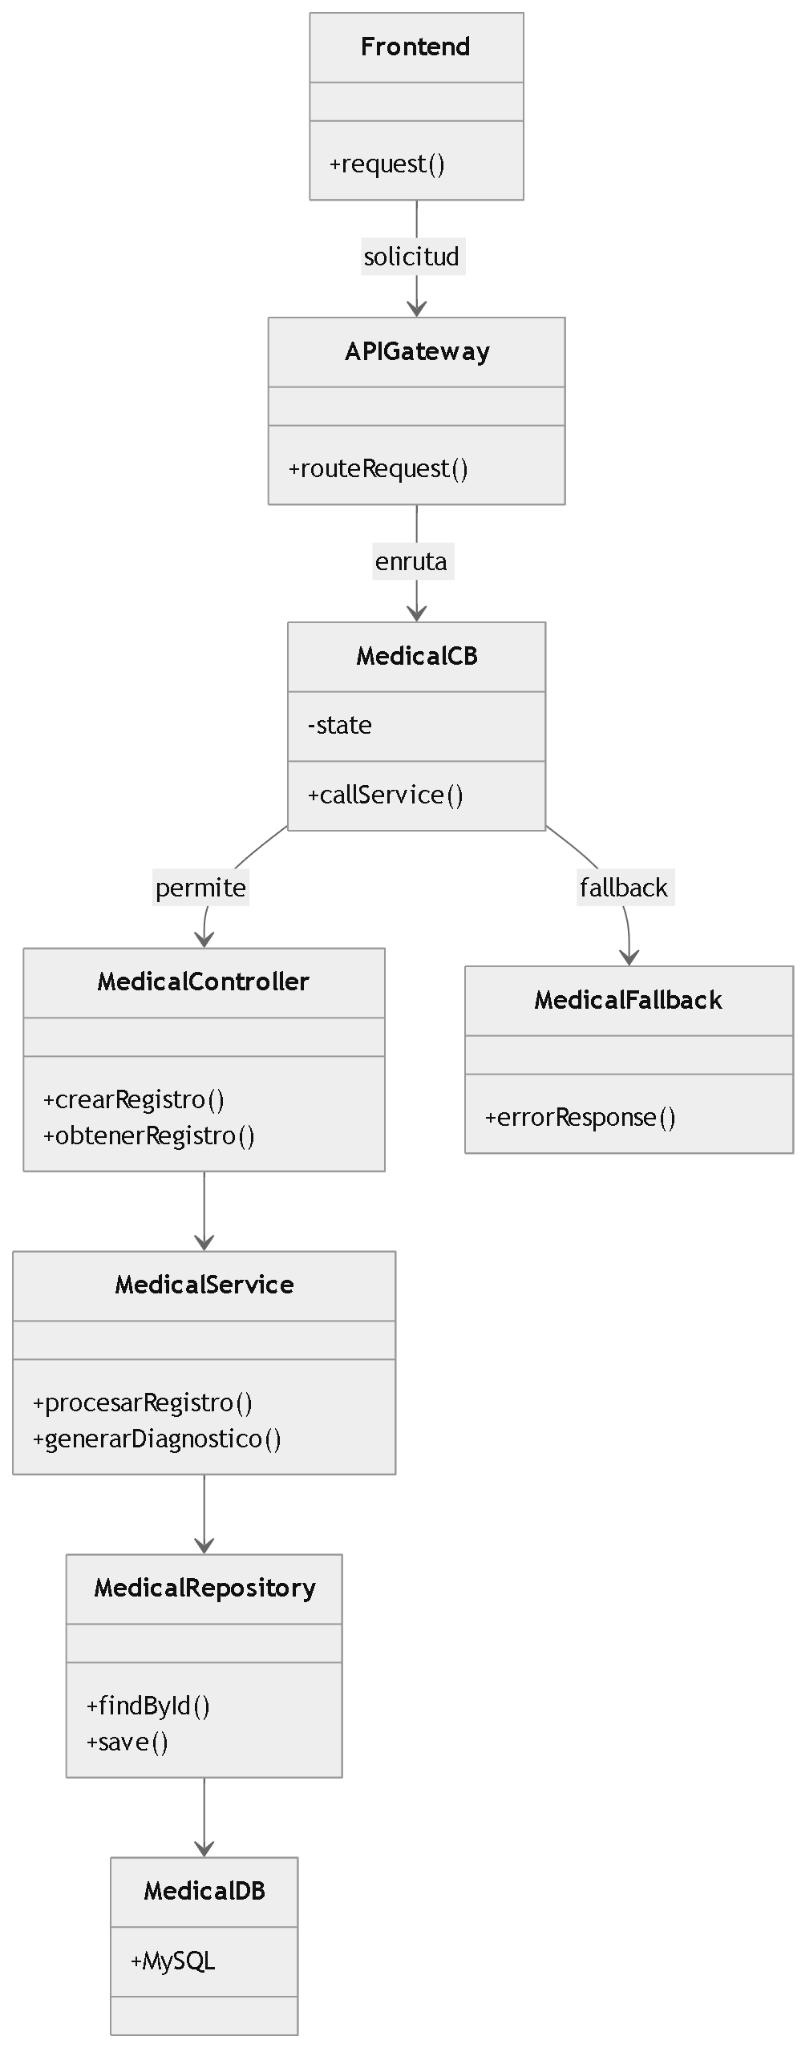 Frontend
+request()
solicitud
APIGateway
+routeRequest()
enruta
MedicalCB
-state
+callService()
permite
fallback
MedicalController
+crearRegistro()
+obtenerRegistro()
MedicalFallback
+errorResponse()
MedicalService
+procesarRegistro()
+generarDiagnostico()
MedicalRepository
+findById()
+save()
MedicalDB
+MySQL